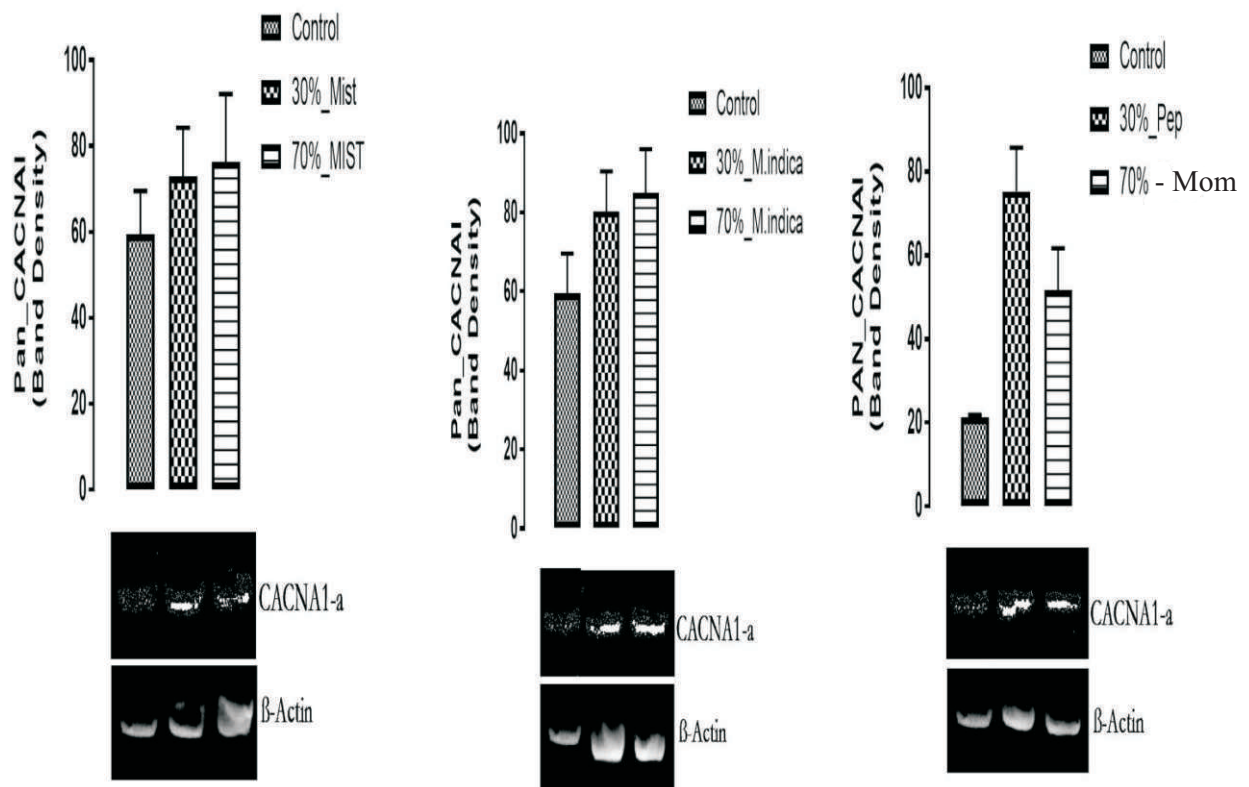 Control
30%_Mist
70%_MIST
Pan_CACNAI
(Band Density)
100
80
60
40
20
0
CACNA1-a
ß-Actin
Control
30%_M.indica
70%_M.indica
Pan_CACNAI
(Band Density)
100
80
60
40
20
0
CACNA1-a
ß-Actin
Control
30%_Pep
70% - Mom
PAN_CACNAI
(Band Density)
100
80
60
40
20
0
CACNA1-a
ß-Actin